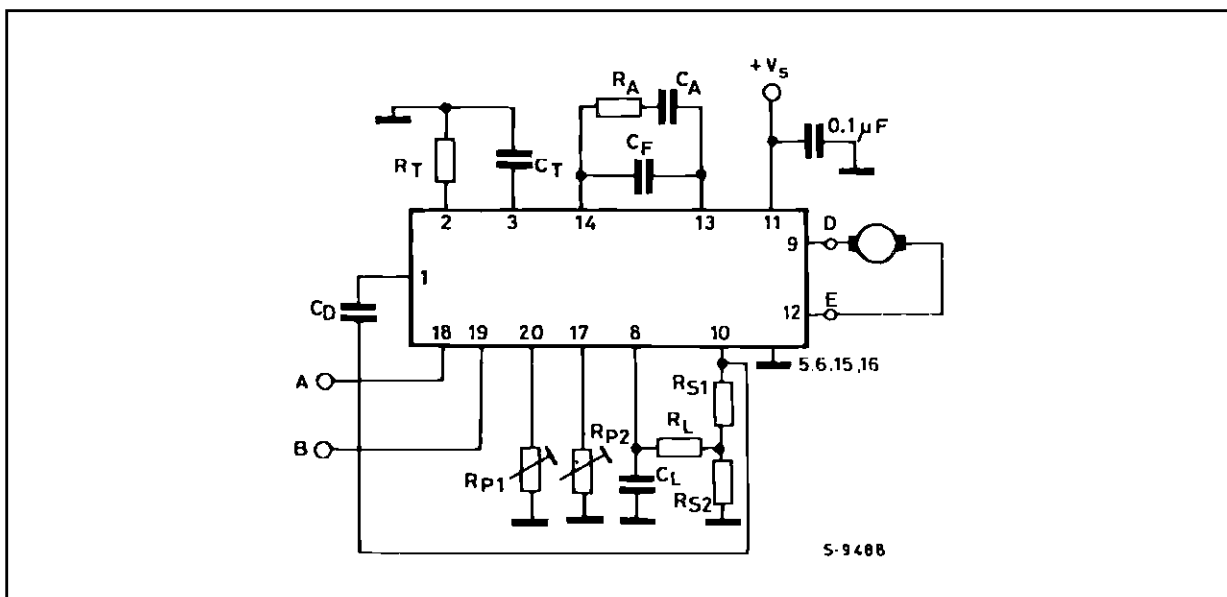 +Vs
RA CA
0.1µF
CF
RT CT
2 3 14 13 11
9 D
1
CD
12 E
18 19 20 17 8 10
5.6.15,16
A
RS1
RL
B
RP2
RP1
CL
RS2
S-9488